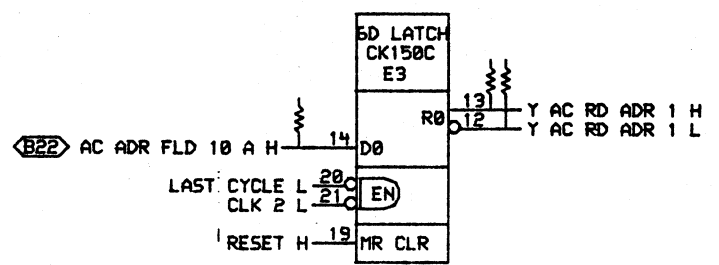 6D LATCH
CK150C
E3
B22 AC ADR FLD 10 A H 14 D0
R0 13 Y AC RD ADR 1 H
12 Y AC RD ADR 1 L
LAST CYCLE L 20
CLK 2 L 21
EN
RESET H 19 MR CLR